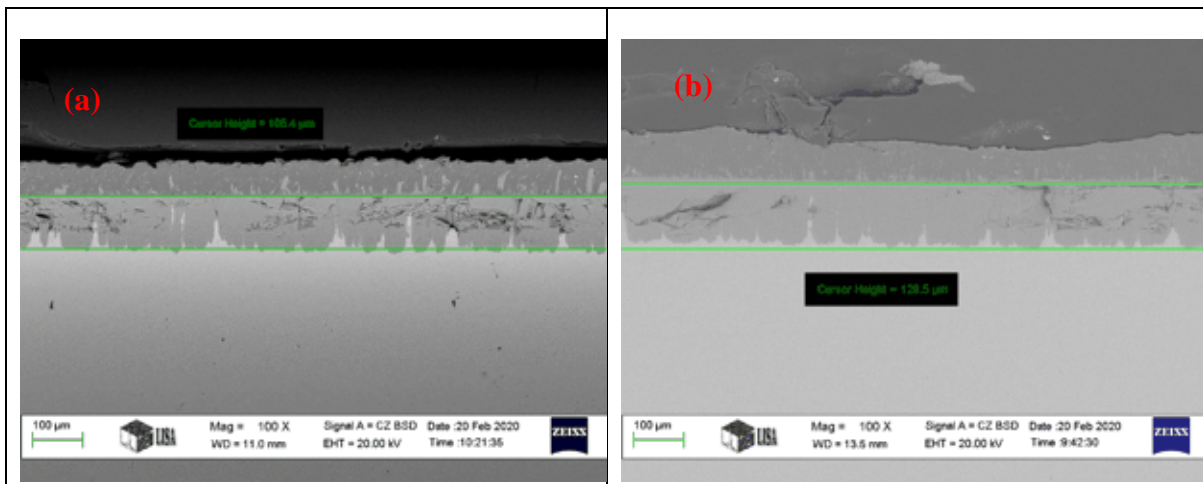 (a)
Cursor Height = 105.4 µm
100 µm
LISA
Mag = 100 X
WD = 11.0 mm
Signal A = CZ BSD
EHT = 20.00 kV
Date :20 Feb 2020
Time :10:21:35
ZEISS
(b)
Cursor Height = 128.5 µm
100 µm
LISA
Mag = 100 X
WD = 13.5 mm
Signal A = CZ BSD
EHT = 20.00 kV
Date :20 Feb 2020
Time :9:42:30
ZEISS